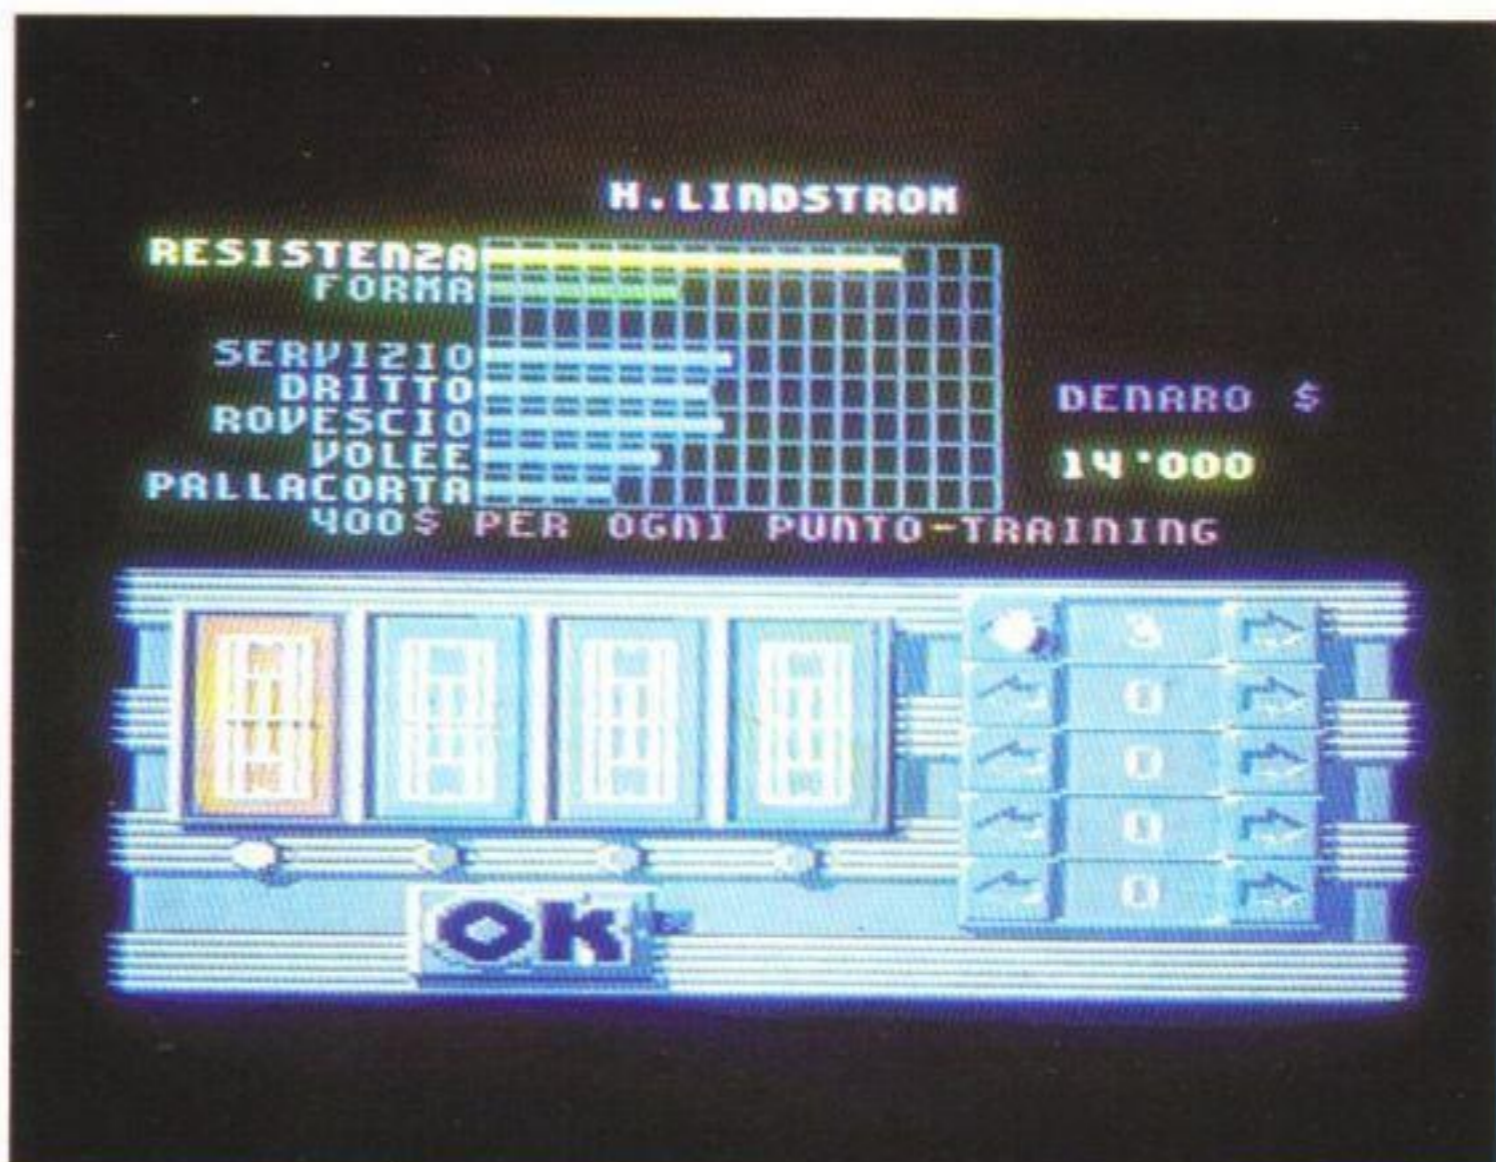 H.LINDSTROM
RESISTENZA
FORMA
SERVIZIO
DRITTO
ROVESCIO
VOLEE
PALLACORTA
DENARO $
14'000
400$ PER OGNI PUNTO-TRAINING
3
0
0
0
0
OK